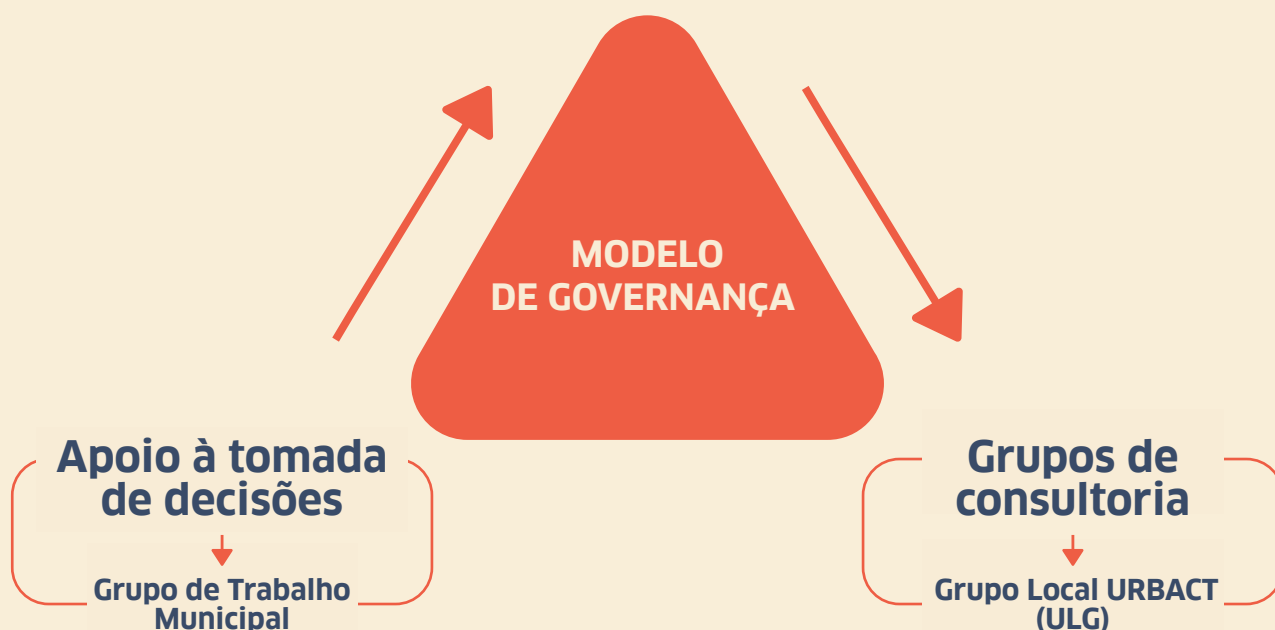 MODELO
DE GOVERNANÇA
Apoio à tomada
de decisões
Grupo de Trabalho
Municipal
Grupos de
consultoria
Grupo Local URBACT
(ULG)